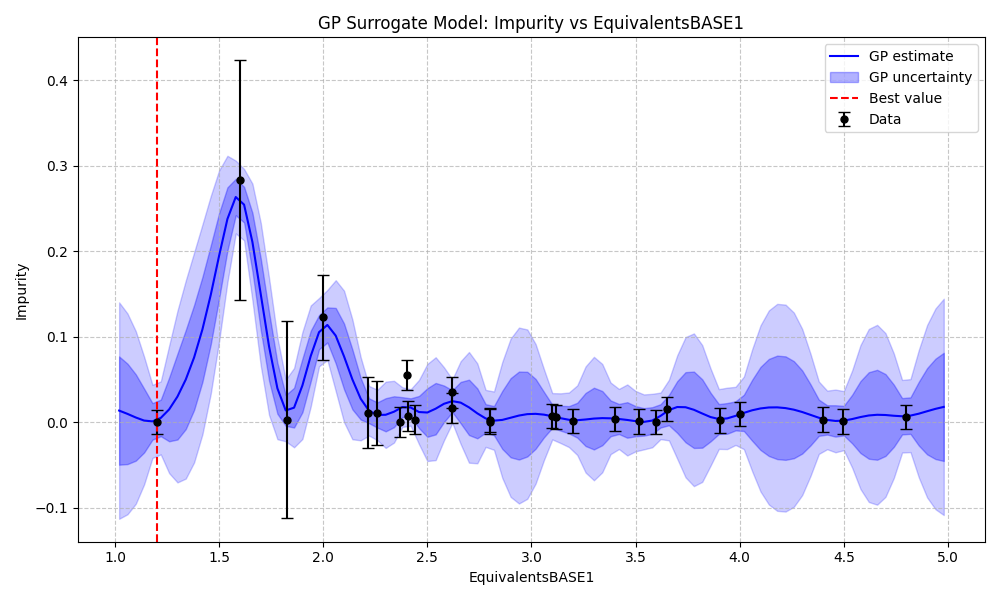 GP Surrogate Model: Impurity vs EquivalentsBASE1
GP estimate
GP uncertainty
Best value
Data
Impurity
0.4
0.3
0.2
0.1
0.0
−0.1
1.0 1.5 2.0 2.5 3.0 3.5 4.0 4.5 5.0
EquivalentsBASE1